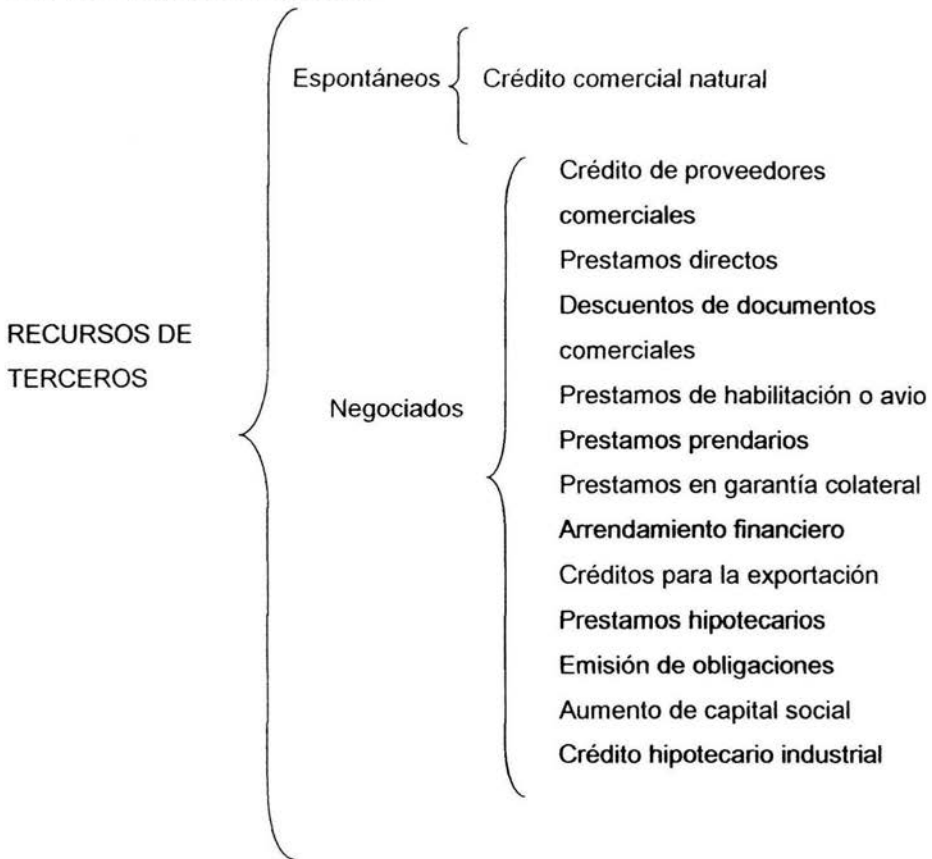 Espontáneos
Crédito comercial natural
RECURSOS DE
TERCEROS
Negociados
Crédito de proveedores
comerciales
Prestamos directos
Descuentos de documentos
comerciales
Prestamos de habilitación o avio
Prestamos prendarios
Prestamos en garantía colateral
Arrendamiento financiero
Créditos para la exportación
Prestamos hipotecarios
Emisión de obligaciones
Aumento de capital social
Crédito hipotecario industrial